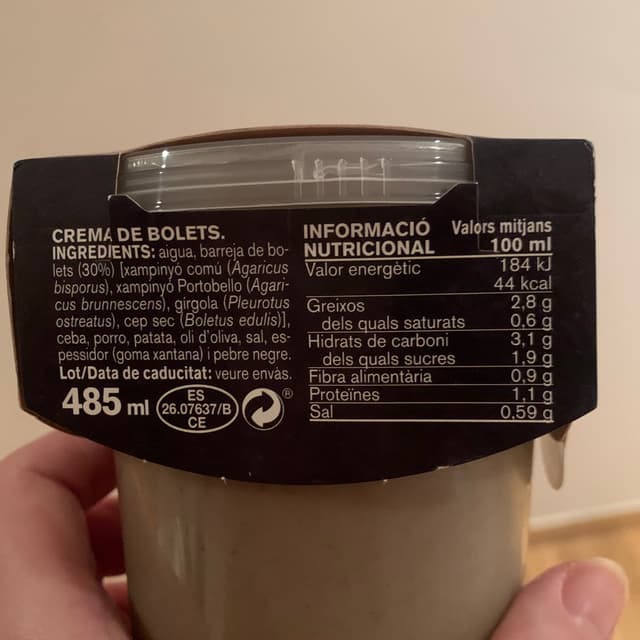 CREMA DE BOLETS.
INGREDIENTS: aigua, barreja de bo-
lets (30%) [xampinyó comú (Agaricus
bisporus), xampinyó Portobello (Agari-
cus brunnescens), girgola (Pleurotus
ostreatus), cep sec (Boletus edulis)],
ceba, porro, patata, oli d'oliva, sal, es-
pessidor (goma xantana) i pebre negre.
Lot/Data de caducitat: veure envàs.
485 ml
ES
26.07637/B
CE
®
INFORMACIÓ NUTRICIONAL
Valors mitjans
100 ml
Valor energètic 184 kJ
44 kcal
Greixos 2,8 g
dels quals saturats 0,6 g
Hidrats de carboni 3,1 g
dels quals sucres 1,9 g
Fibra alimentària 0,9 g
Proteïnes 1,1 g
Sal 0,59 g